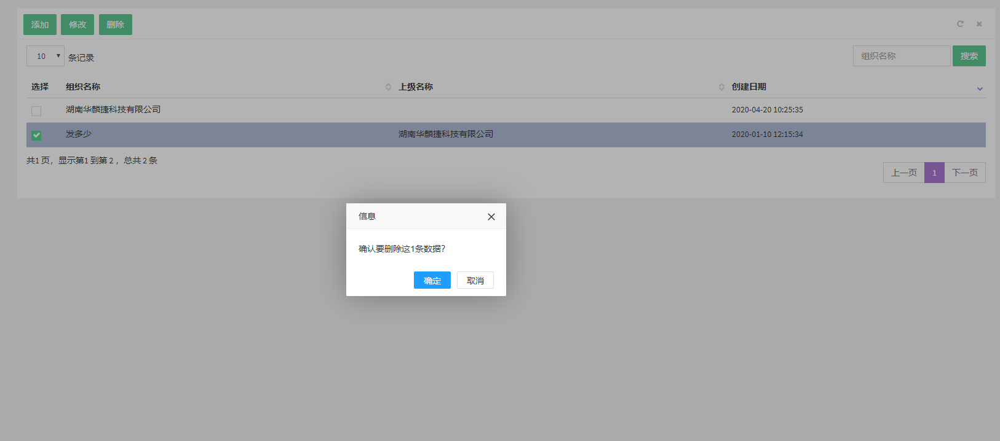 添加 修改 删除
10 条记录 组织名称 搜索
选择 组织名称 上级名称 创建日期
湖南华麟捷科技有限公司 2020-04-20 10:25:35
发多少 湖南华麟捷科技有限公司 2020-01-10 12:15:34
共1 页，显示第1 到第 2 ，总共 2 条
上一页 1 下一页
信息
确认要删除这1条数据?
确定 取消